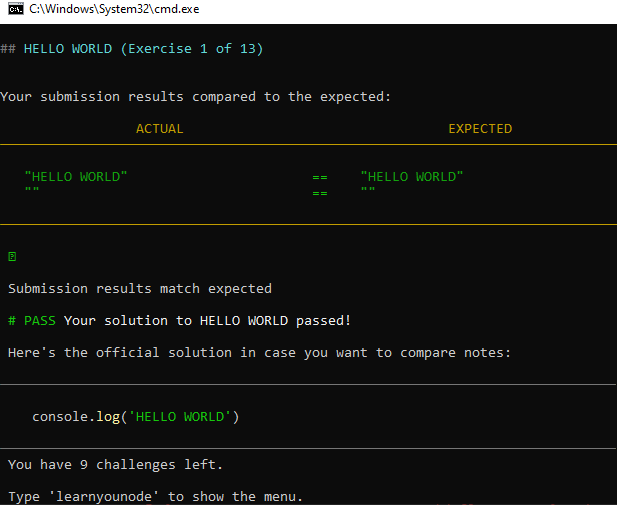 C:\Windows\System32\cmd.exe
## HELLO WORLD (Exercise 1 of 13)
Your submission results compared to the expected:
ACTUAL EXPECTED
"HELLO WORLD" == "HELLO WORLD"
"" == ""
Submission results match expected
# PASS Your solution to HELLO WORLD passed!
Here's the official solution in case you want to compare notes:
console.log('HELLO WORLD')
You have 9 challenges left.
Type 'learnyounode' to show the menu.